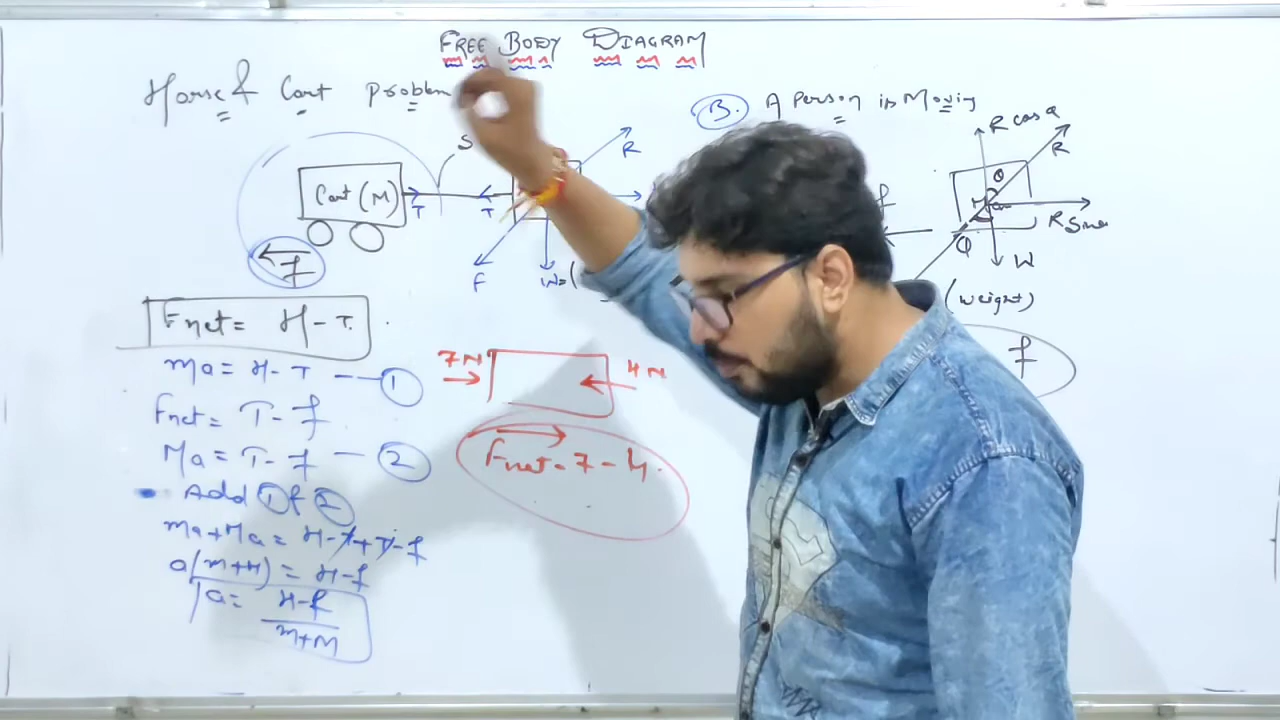 FREE BODY DIAGRAM
Horse & Cart Problem
B. A Person is Moving
S
R
R cos α
R
θ
Cart (M)
T
T
f
R Sin α
f
F
W
W = (
(weight)
Fnet = H - T
f
ma = H - T — 1
7N
4N
Fnet = T - f
Ma = T - f — 2
Fnet = 7 - 4
Add 1 & 2
ma + Ma = H - T + T - f
a(m+M) = H - f
a = H - f
m+M